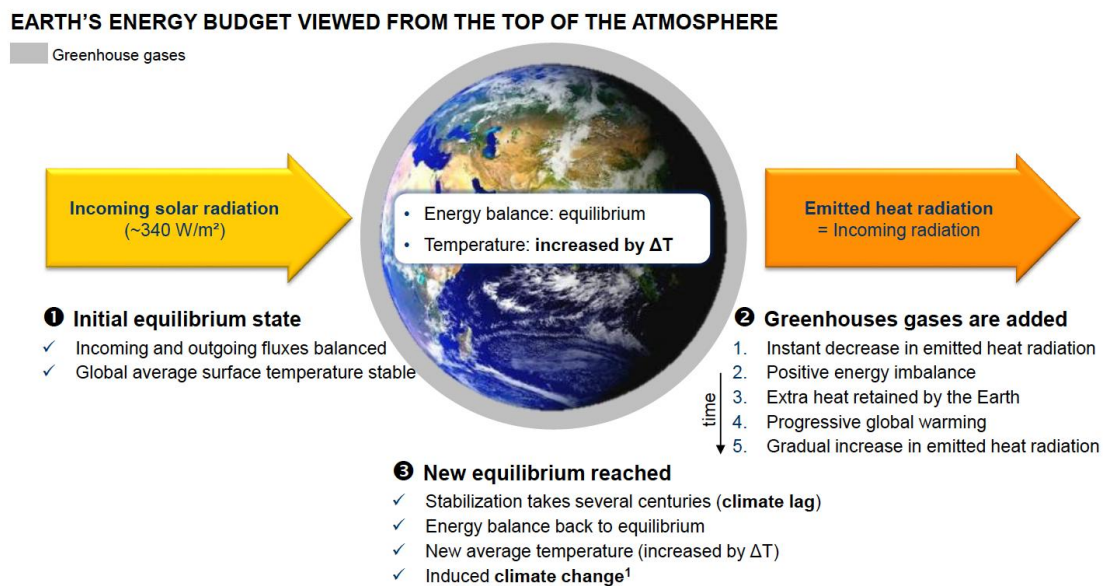 EARTH'S ENERGY BUDGET VIEWED FROM THE TOP OF THE ATMOSPHERE
Greenhouse gases
Incoming solar radiation
(~340 W/m²)
• Energy balance: equilibrium
• Temperature: increased by ΔT
Emitted heat radiation
= Incoming radiation
❶ Initial equilibrium state
✓ Incoming and outgoing fluxes balanced
✓ Global average surface temperature stable
❷ Greenhouses gases are added
1. Instant decrease in emitted heat radiation
2. Positive energy imbalance
3. Extra heat retained by the Earth
4. Progressive global warming
5. Gradual increase in emitted heat radiation
time
❸ New equilibrium reached
✓ Stabilization takes several centuries (climate lag)
✓ Energy balance back to equilibrium
✓ New average temperature (increased by ΔT)
✓ Induced climate change¹